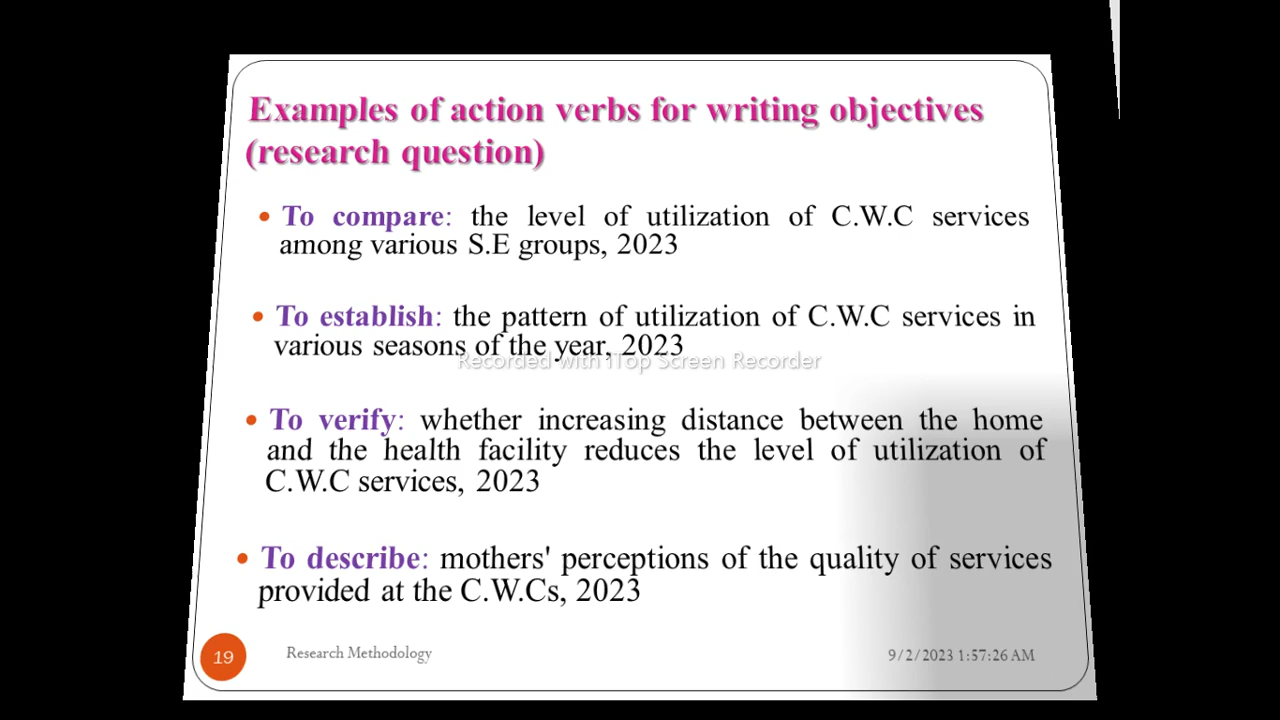 Examples of action verbs for writing objectives
(research question)
• To compare: the level of utilization of C.W.C services
among various S.E groups, 2023
• To establish: the pattern of utilization of C.W.C services in
various seasons of the year, 2023
Recorded with iTop Screen Recorder
• To verify: whether increasing distance between the home
and the health facility reduces the level of utilization of
C.W.C services, 2023
• To describe: mothers' perceptions of the quality of services
provided at the C.W.Cs, 2023
19 Research Methodology 9/2/2023 1:57:26 AM